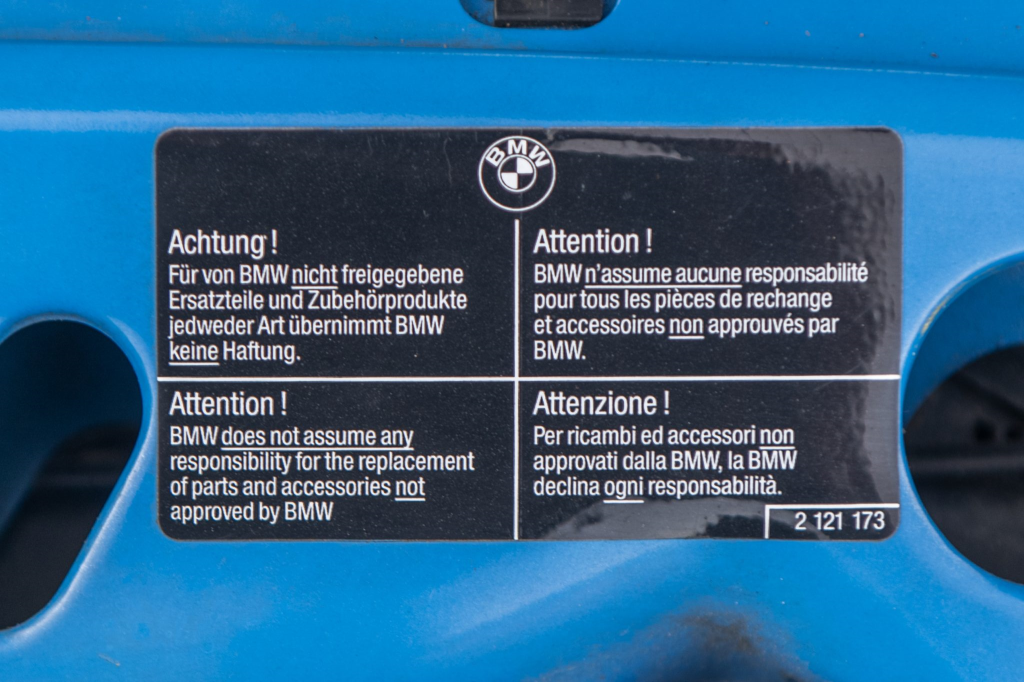 BMW
Achtung !
Für von BMW nicht freigegebene
Ersatzteile und Zubehörprodukte
jedweder Art übernimmt BMW
keine Haftung.
Attention !
BMW n'assume aucune responsabilité
pour tous les pièces de rechange
et accessoires non approuvés par
BMW.
Attention !
BMW does not assume any
responsibility for the replacement
of parts and accessories not
approved by BMW
Attenzione !
Per ricambi ed accessori non
approvati dalla BMW, la BMW
declina ogni responsabilità.
2 121 173